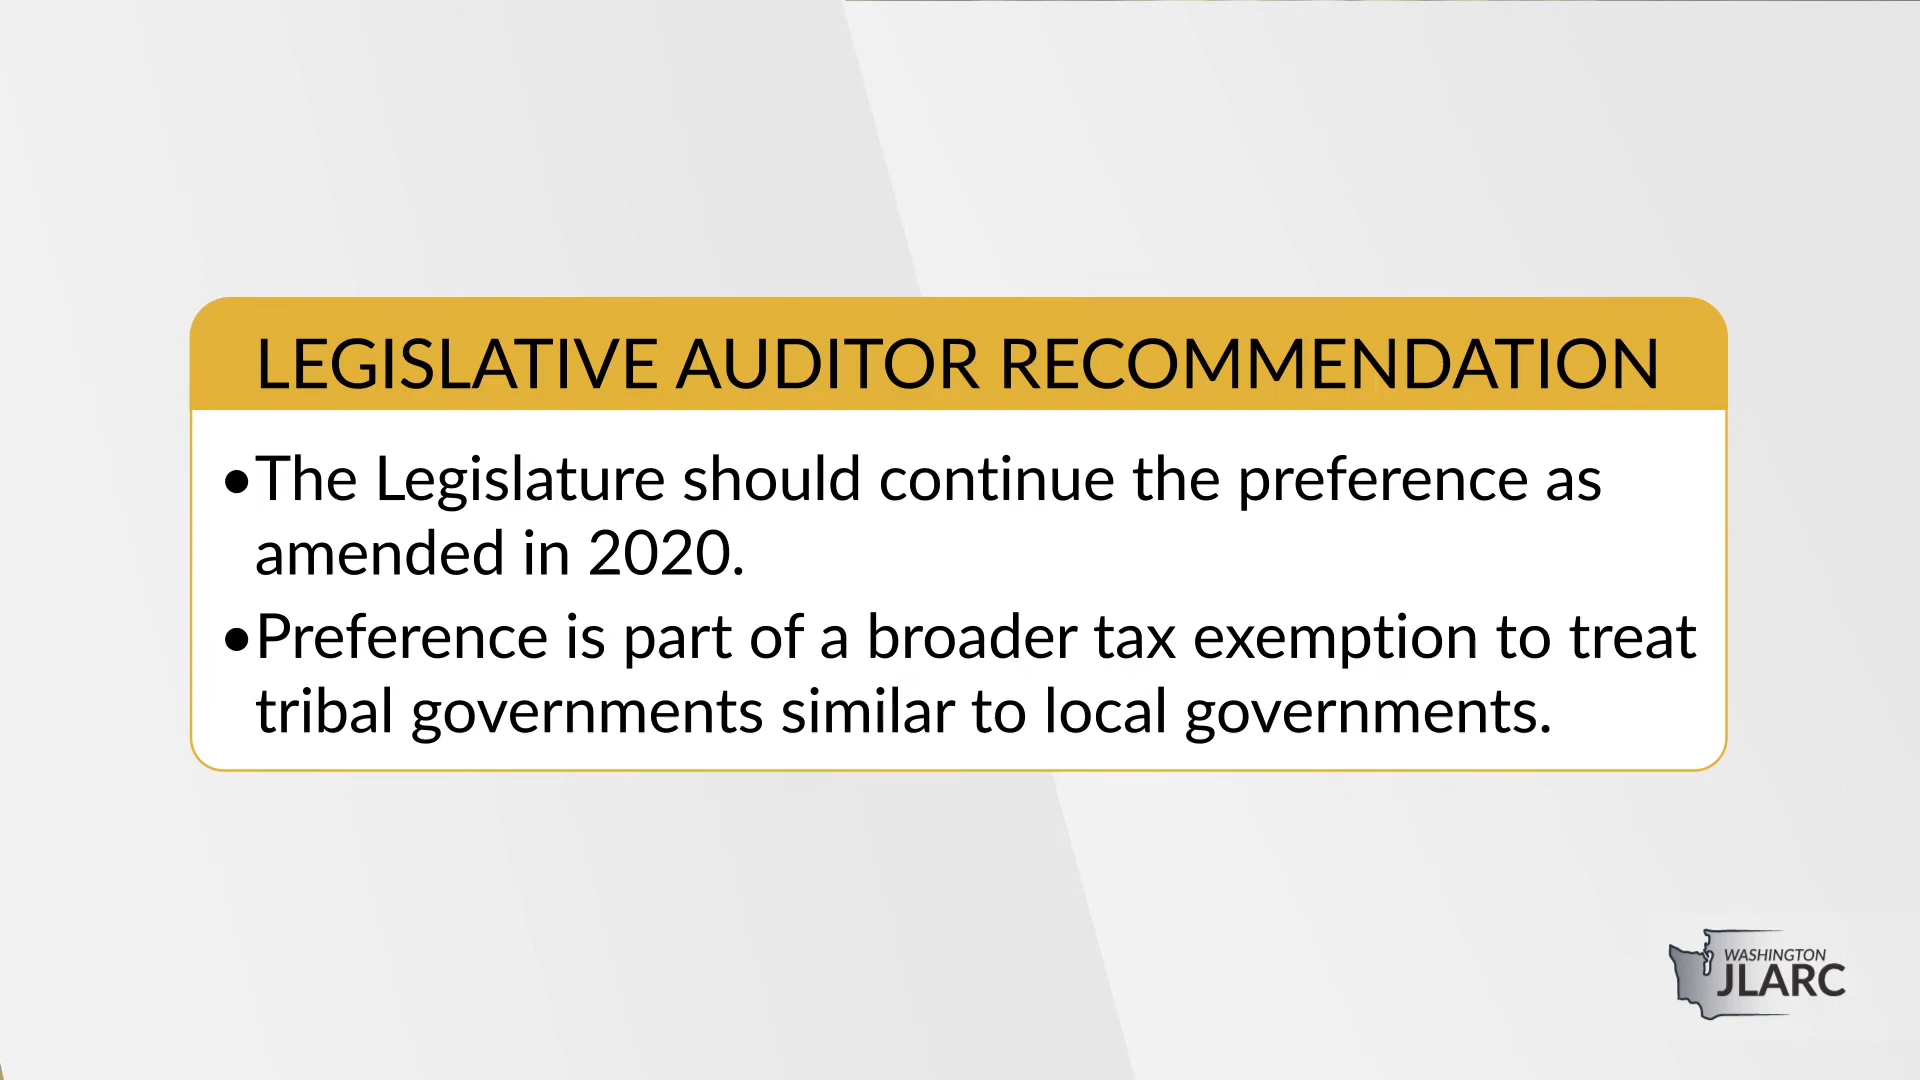 LEGISLATIVE AUDITOR RECOMMENDATION
•The Legislature should continue the preference as
amended in 2020.
•Preference is part of a broader tax exemption to treat
tribal governments similar to local governments.
WASHINGTON
JLARC